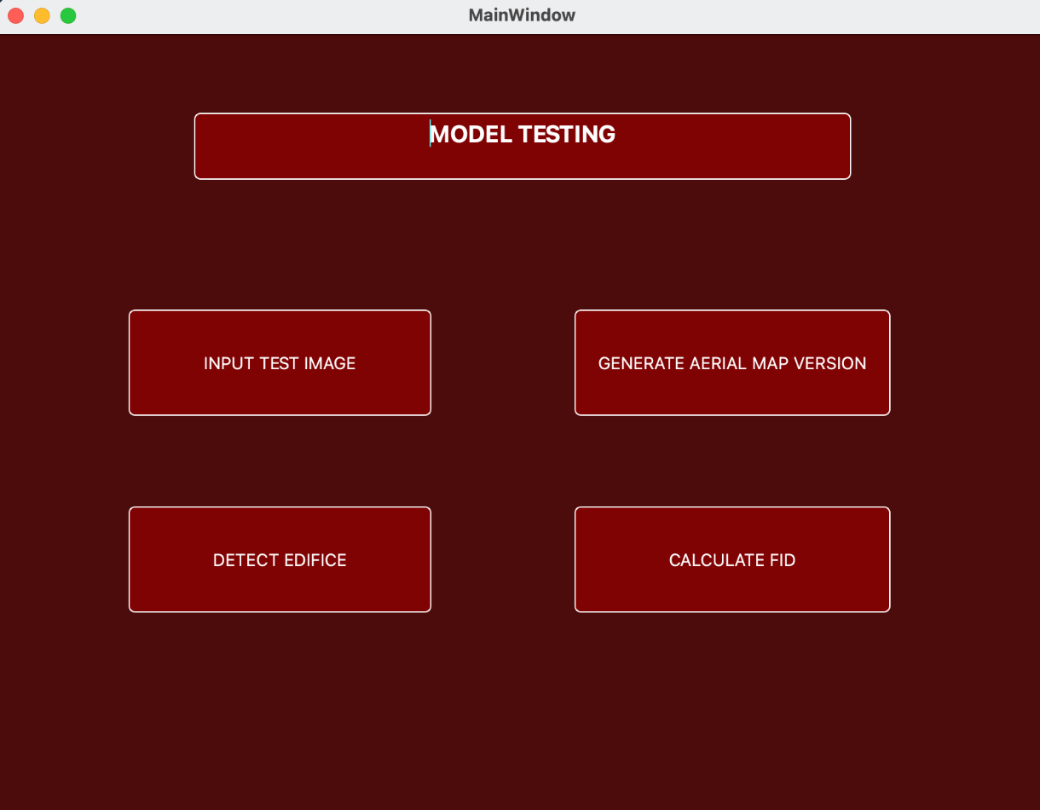 MainWindow
MODEL TESTING
INPUT TEST IMAGE
GENERATE AERIAL MAP VERSION
DETECT EDIFICE
CALCULATE FID